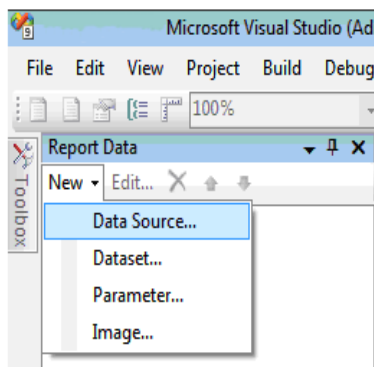 9 Microsoft Visual Studio (Ad
File Edit View Project Build Debug
100%
Toolbox
Report Data
New Edit...
Data Source...
Dataset...
Parameter...
Image...